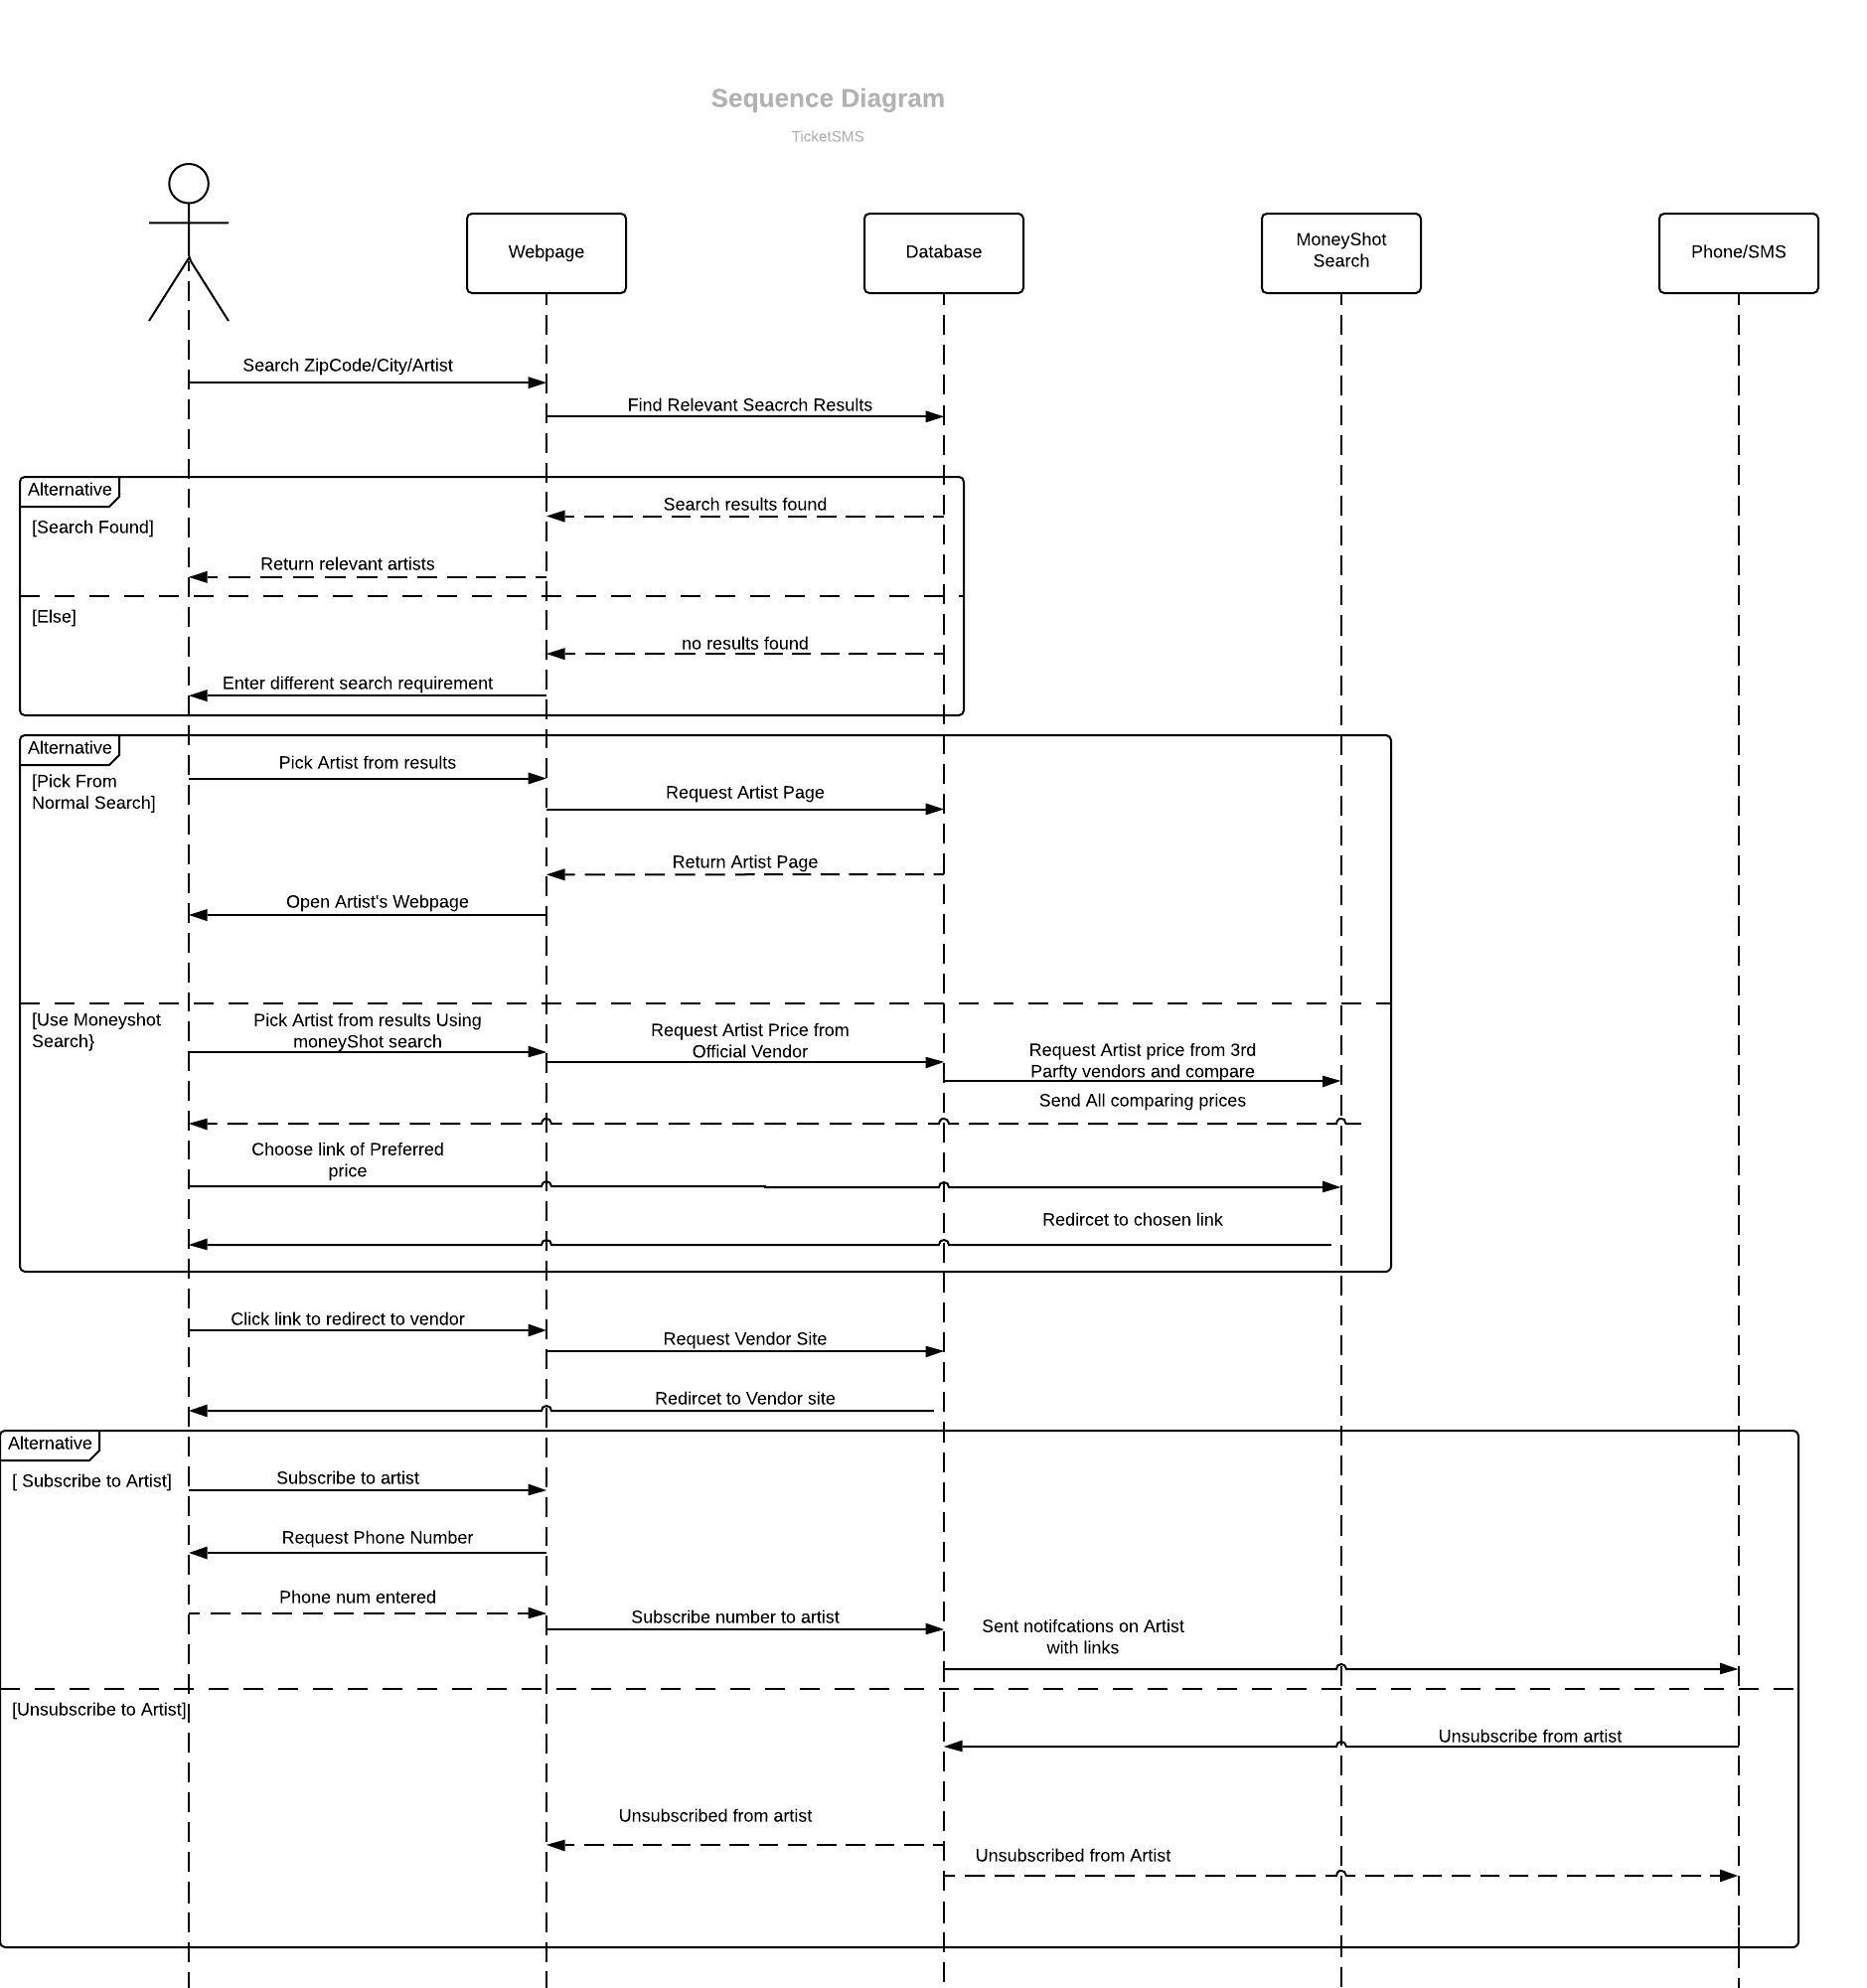 Sequence Diagram
TicketSMS
Webpage
Database
MoneyShot
Search
Phone/SMS
Search ZipCode/City/Artist
Find Relevant Seacrch Results
Alternative
[Search Found]
Search results found
Return relevant artists
[Else]
no results found
Enter different search requirement
Alternative
[Pick From
Normal Search]
Pick Artist from results
Request Artist Page
Return Artist Page
Open Artist's Webpage
[Use Moneyshot
Search}
Pick Artist from results Using
moneyShot search
Request Artist Price from
Official Vendor
Request Artist price from 3rd
Parfty vendors and compare
Send All comparing prices
Choose link of Preferred
price
Redircet to chosen link
Click link to redirect to vendor
Request Vendor Site
Redircet to Vendor site
Alternative
[ Subscribe to Artist]
Subscribe to artist
Request Phone Number
Phone num entered
Subscribe number to artist
Sent notifcations on Artist
with links
[Unsubscribe to Artist]
Unsubscribe from artist
Unsubscribed from artist
Unsubscribed from Artist